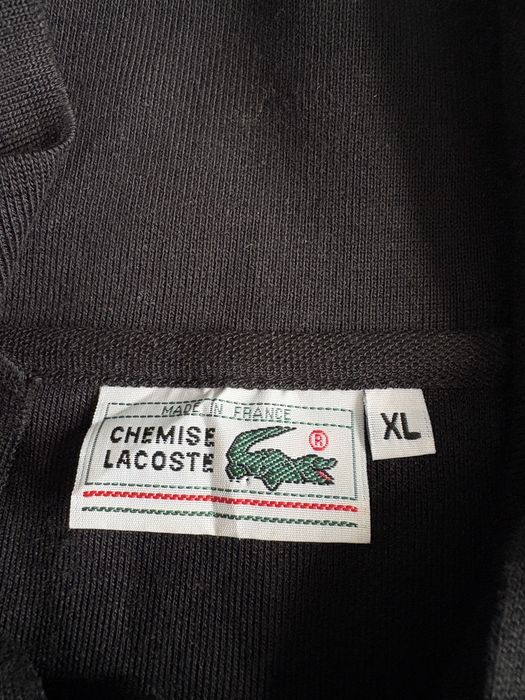 MADE IN FRANCE
CHEMISE
LACOSTE
®
XL